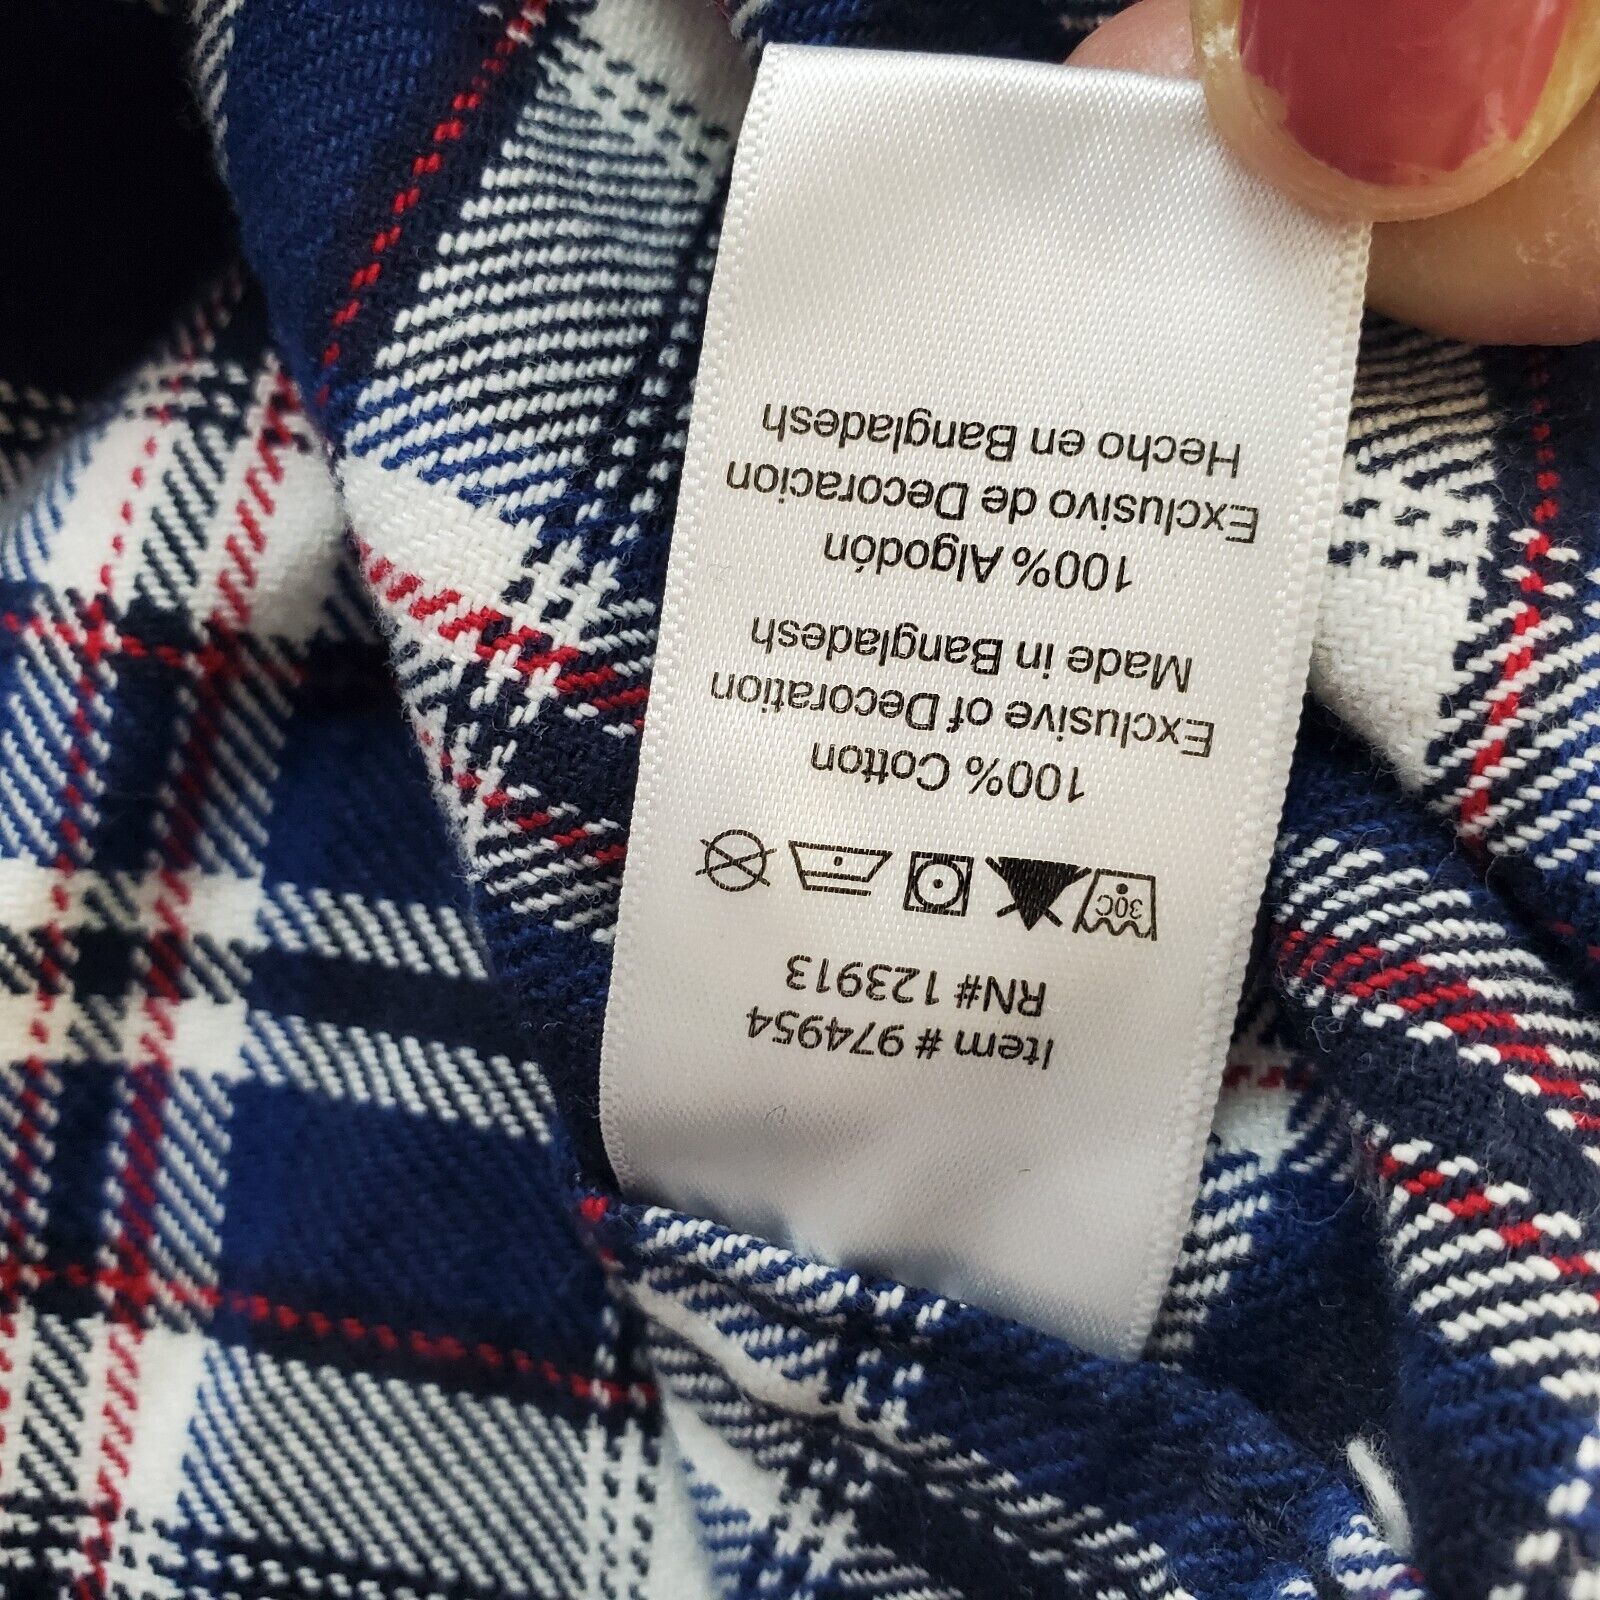 Item # 974954
RN# 123913
30C
100% Cotton
Exclusive of Decoration
Made in Bangladesh
100% Algodón
Exclusivo de Decoracion
Hecho en Bangladesh